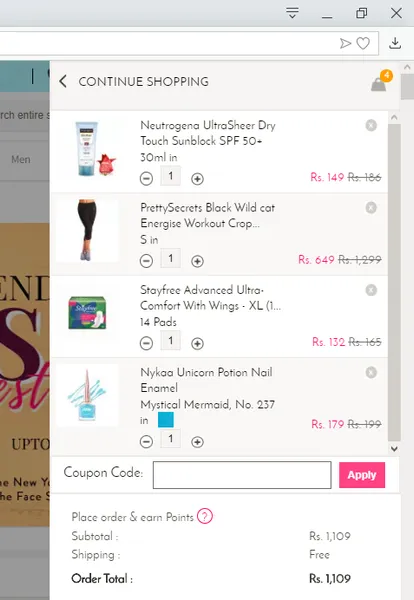 4
CONTINUE SHOPPING
rch entire s
Men
Neutrogena UltraSheer Dry
Touch Sunblock SPF 50+
30ml in
1
Rs. 149 Rs. 186
PrettySecrets Black Wild cat
Energise Workout Crop...
S in
1
Rs. 649 Rs. 1,299
Stayfree Advanced Ultra-
Comfort With Wings - XL (1...
14 Pads
1
Rs. 132 Rs. 165
Nykaa Unicorn Potion Nail
Enamel
Mystical Mermaid, No. 237
in
1
Rs. 179 Rs. 199
END
S
est
UPTO
ne New Yo
the Face S
Coupon Code:
Apply
Place order & earn Points ?
Subtotal : Rs. 1,109
Shipping : Free
Order Total : Rs. 1,109